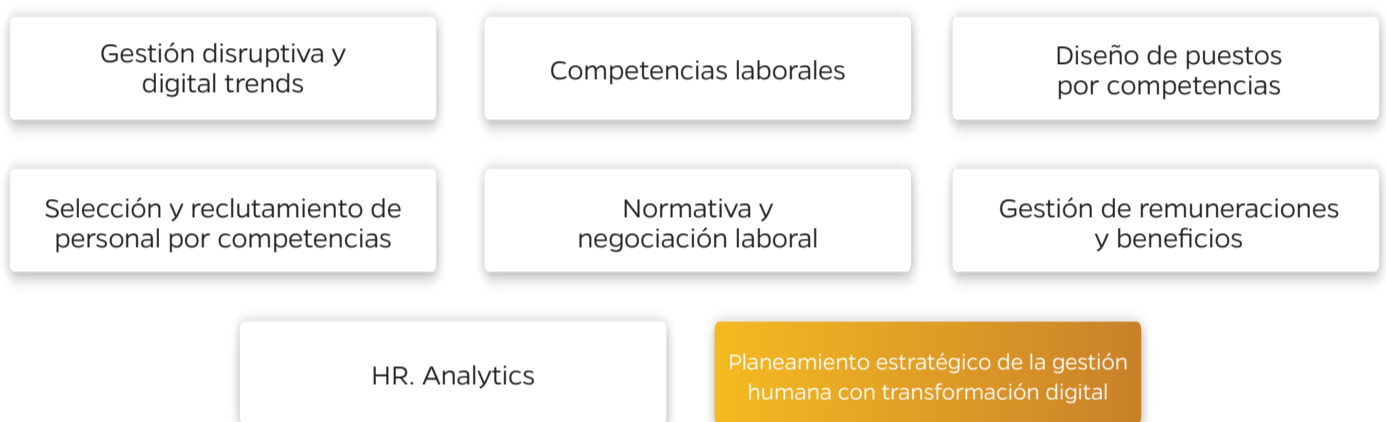 Gestión disruptiva y
digital trends
Competencias laborales
Diseño de puestos
por competencias
Selección y reclutamiento de
personal por competencias
Normativa y
negociación laboral
Gestión de remuneraciones
y beneficios
HR. Analytics
Planeamiento estratégico de la gestión
humana con transformación digital